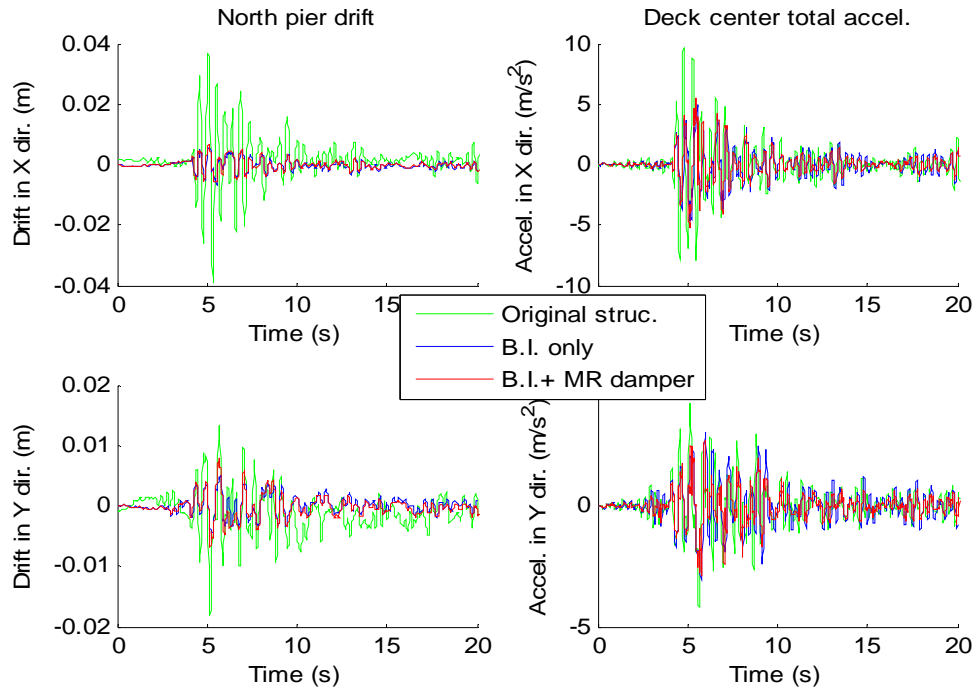 North pier drift
Deck center total accel.
0.04
0.02
0
-0.02
-0.04
Drift in X dir. (m)
0 5 10 15 20
Time (s)
10
5
0
-5
-10
Accel. in X dir. (m/s²)
0 5 10 15 20
Time (s)
Original struc.
B.I. only
B.I.+ MR damper
0.02
0.01
0
-0.01
-0.02
Drift in Y dir. (m)
0 5 10 15 20
Time (s)
0
-5
Accel. in Y dir. (m/s²)
0 5 10 15 20
Time (s)